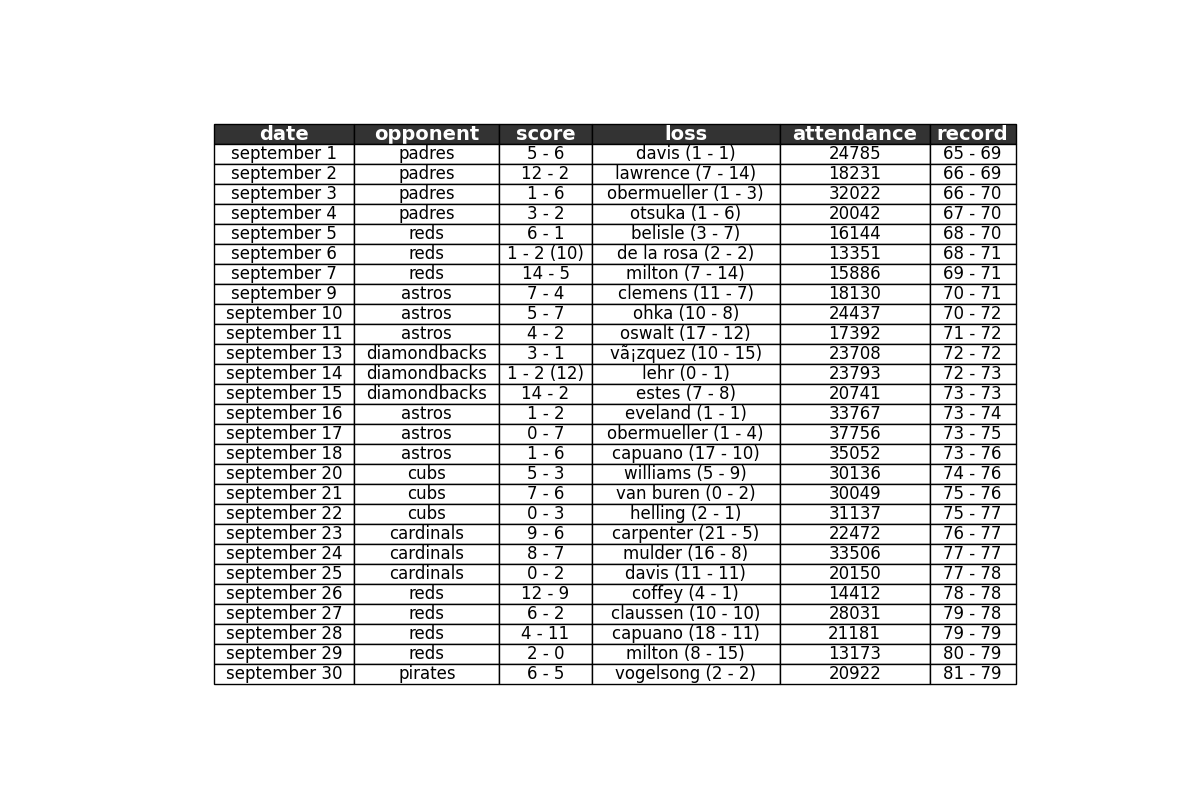 date opponent score loss attendance record
september 1 padres 5 - 6 davis (1 - 1) 24785 65 - 69
september 2 padres 12 - 2 lawrence (7 - 14) 18231 66 - 69
september 3 padres 1 - 6 obermueller (1 - 3) 32022 66 - 70
september 4 padres 3 - 2 otsuka (1 - 6) 20042 67 - 70
september 5 reds 6 - 1 belisle (3 - 7) 16144 68 - 70
september 6 reds 1 - 2 (10) de la rosa (2 - 2) 13351 68 - 71
september 7 reds 14 - 5 milton (7 - 14) 15886 69 - 71
september 9 astros 7 - 4 clemens (11 - 7) 18130 70 - 71
september 10 astros 5 - 7 ohka (10 - 8) 24437 70 - 72
september 11 astros 4 - 2 oswalt (17 - 12) 17392 71 - 72
september 13 diamondbacks 3 - 1 vã¡zquez (10 - 15) 23708 72 - 72
september 14 diamondbacks 1 - 2 (12) lehr (0 - 1) 23793 72 - 73
september 15 diamondbacks 14 - 2 estes (7 - 8) 20741 73 - 73
september 16 astros 1 - 2 eveland (1 - 1) 33767 73 - 74
september 17 astros 0 - 7 obermueller (1 - 4) 37756 73 - 75
september 18 astros 1 - 6 capuano (17 - 10) 35052 73 - 76
september 20 cubs 5 - 3 williams (5 - 9) 30136 74 - 76
september 21 cubs 7 - 6 van buren (0 - 2) 30049 75 - 76
september 22 cubs 0 - 3 helling (2 - 1) 31137 75 - 77
september 23 cardinals 9 - 6 carpenter (21 - 5) 22472 76 - 77
september 24 cardinals 8 - 7 mulder (16 - 8) 33506 77 - 77
september 25 cardinals 0 - 2 davis (11 - 11) 20150 77 - 78
september 26 reds 12 - 9 coffey (4 - 1) 14412 78 - 78
september 27 reds 6 - 2 claussen (10 - 10) 28031 79 - 78
september 28 reds 4 - 11 capuano (18 - 11) 21181 79 - 79
september 29 reds 2 - 0 milton (8 - 15) 13173 80 - 79
september 30 pirates 6 - 5 vogelsong (2 - 2) 20922 81 - 79